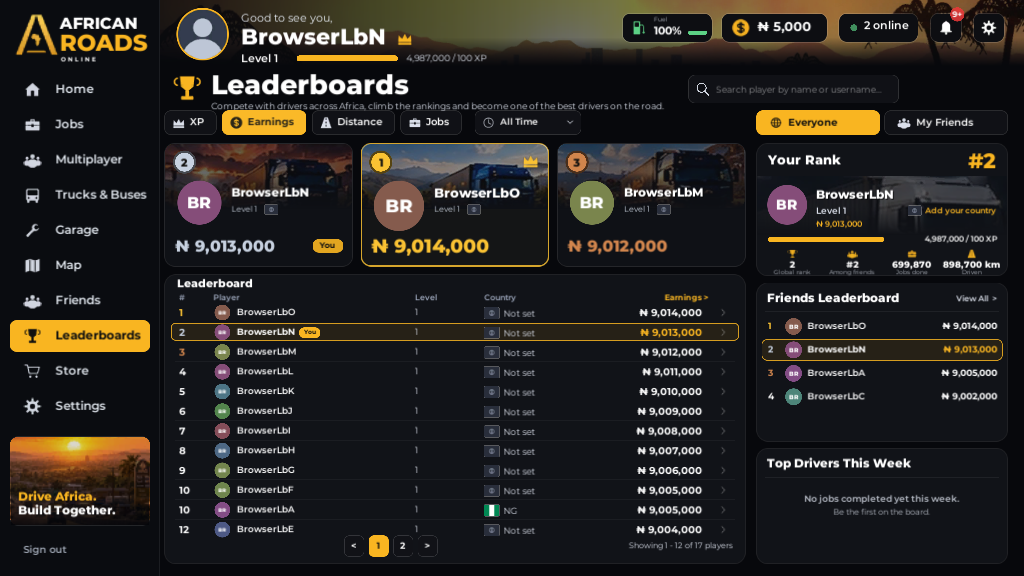 AFRICAN
ROADS
ONLINE
Home
Jobs
Multiplayer
Trucks & Buses
Garage
Map
Friends
Leaderboards
Store
Settings
Drive Africa.
Build Together.
Sign out
Good to see you,
BrowserLbN
Level 1
4,987,000 / 100 XP
Fuel
100%
$ ₦ 5,000
2 online
9+
Leaderboards
Compete with drivers across Africa, climb the rankings and become one of the best drivers on the road.
Search player by name or username...
XP
$ Earnings
Distance
Jobs
All Time
Everyone
My Friends
2
BR
BrowserLbN
Level 1
₦ 9,013,000
You
1
BR
BrowserLbO
Level 1
₦ 9,014,000
3
BR
BrowserLbM
Level 1
₦ 9,012,000
Leaderboard
# Player Level Country Earnings >
1 BR BrowserLbO 1 Not set ₦ 9,014,000
2 BR BrowserLbN You 1 Not set ₦ 9,013,000
3 BR BrowserLbM 1 Not set ₦ 9,012,000
4 BR BrowserLbL 1 Not set ₦ 9,011,000
5 BR BrowserLbK 1 Not set ₦ 9,010,000
6 BR BrowserLbJ 1 Not set ₦ 9,009,000
7 BR BrowserLbI 1 Not set ₦ 9,008,000
8 BR BrowserLbH 1 Not set ₦ 9,007,000
9 BR BrowserLbG 1 Not set ₦ 9,006,000
10 BR BrowserLbF 1 Not set ₦ 9,005,000
10 BR BrowserLbA 1 NG ₦ 9,005,000
12 BR BrowserLbE 1 Not set ₦ 9,004,000
< 1 2 >
Showing 1 - 12 of 17 players
Your Rank
#2
BR
BrowserLbN
Level 1
Add your country
₦ 9,013,000
4,987,000 / 100 XP
2 #2 699,870 898,700 km
Global rank Among friends Jobs done Driven
Friends Leaderboard
View All >
1 BR BrowserLbO ₦ 9,014,000
2 BR BrowserLbN ₦ 9,013,000
3 BR BrowserLbA ₦ 9,005,000
4 BR BrowserLbC ₦ 9,002,000
Top Drivers This Week
No jobs completed yet this week.
Be the first on the board.